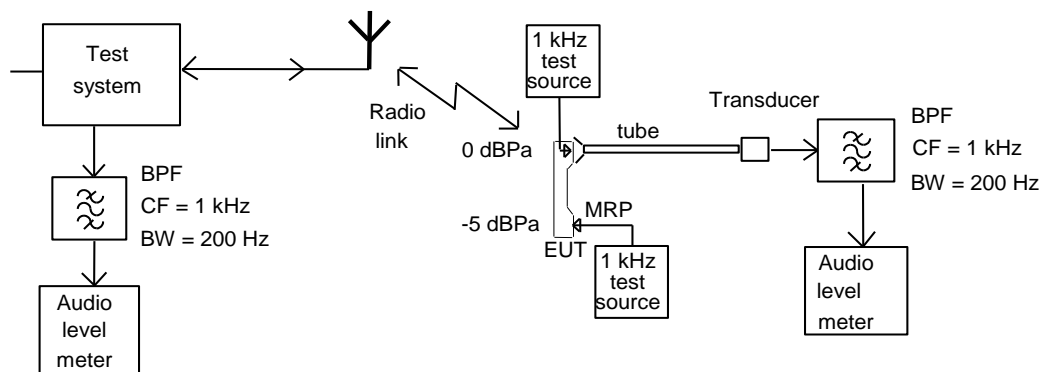 Test
system
BPF
CF = 1 kHz
BW = 200 Hz
Audio
level
meter
Radio
link
1 kHz
test
source
0 dBPa
tube
Transducer
BPF
CF = 1 kHz
BW = 200 Hz
-5 dBPa
MRP
EUT
1 kHz
test
source
Audio
level
meter